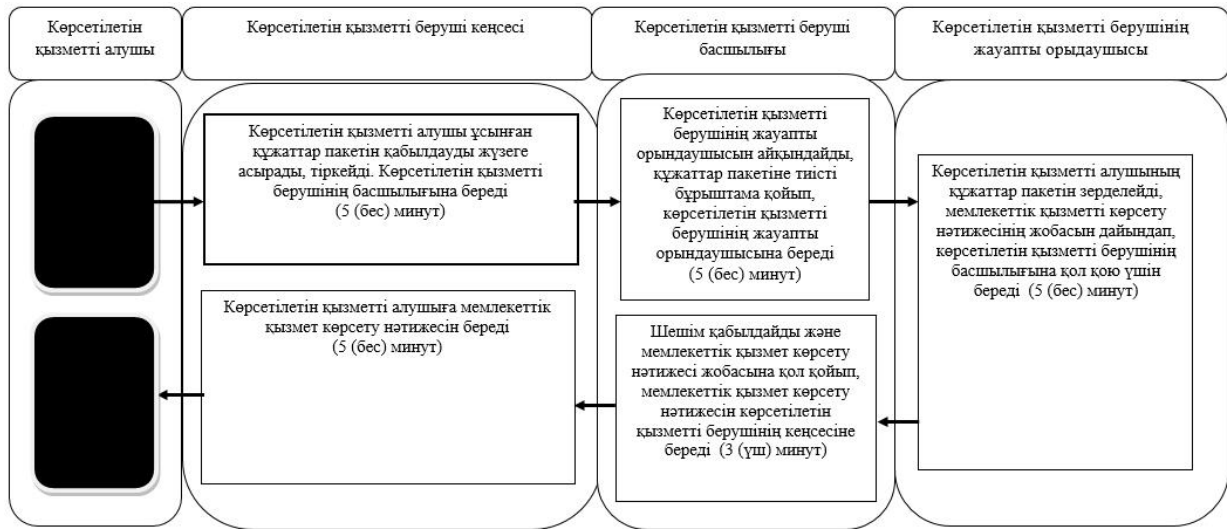 Көрсетілетін
қызметті алушы
Көрсетілетін қызметті беруші кеңсесі
Көрсетілетін қызметті беруші
басшылығы
Көрсетілетін қызметті берушінің
жауапты орыдаушысы
Көрсетілетін қызметті алушы ұсынған
құжаттар пакетін қабылдауды жүзеге
асырады, тіркейді. Көрсетілетін қызметті
берушінің басшылығына береді
(5 (бес) минут)
Көрсетілетін қызметті
берушінің жауапты
орындаушысын айқындайды,
құжаттар пакетіне тиісті
бұрыштама қойып,
көрсетілетін қызметті
берушінің жауапты
орындаушысына береді
(5 (бес) минут)
Көрсетілетін қызметті алушының
құжаттар пакетін зерделейді,
мемлекеттік қызметті көрсету
нәтижесінің жобасын дайындап,
көрсетілетін қызметті берушінің
басшылығына қол қою үшін
береді (5 (бес) минут)
Көрсетілетін қызметті алушыға мемлекеттік
қызмет көрсету нәтижесін береді
(5 (бес) минут)
Шешім қабылдайды және
мемлекеттік қызмет көрсету
нәтижесі жобасына қол қойып,
мемлекеттік қызмет көрсету
нәтижесін көрсетілетін
қызметті берушінің кеңсесіне
береді (3 (үш) минут)